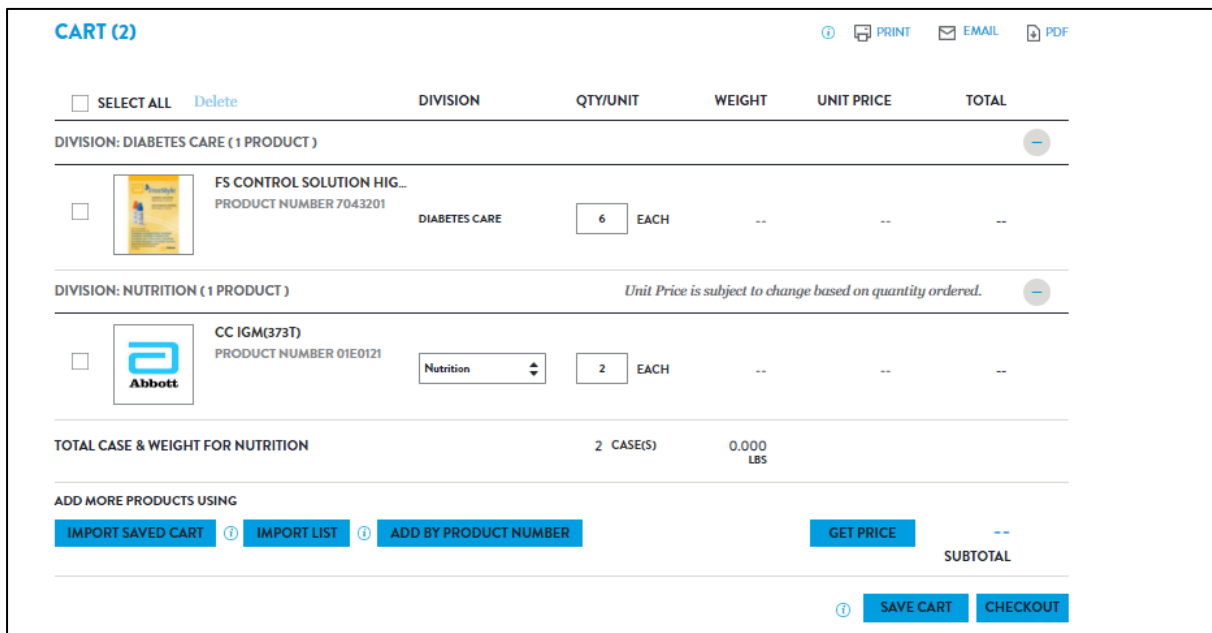 CART (2)
PRINT EMAIL PDF
SELECT ALL Delete DIVISION QTY/UNIT WEIGHT UNIT PRICE TOTAL
DIVISION: DIABETES CARE ( 1 PRODUCT )
FS CONTROL SOLUTION HIG...
PRODUCT NUMBER 7043201
FreeStyle
DIABETES CARE 6 EACH -- -- --
DIVISION: NUTRITION ( 1 PRODUCT ) Unit Price is subject to change based on quantity ordered.
CC IGM(373T)
PRODUCT NUMBER 01E0121
Abbott
Nutrition 2 EACH -- -- --
TOTAL CASE & WEIGHT FOR NUTRITION 2 CASE(S) 0.000
LBS
ADD MORE PRODUCTS USING
IMPORT SAVED CART IMPORT LIST ADD BY PRODUCT NUMBER GET PRICE --
SUBTOTAL
SAVE CART CHECKOUT